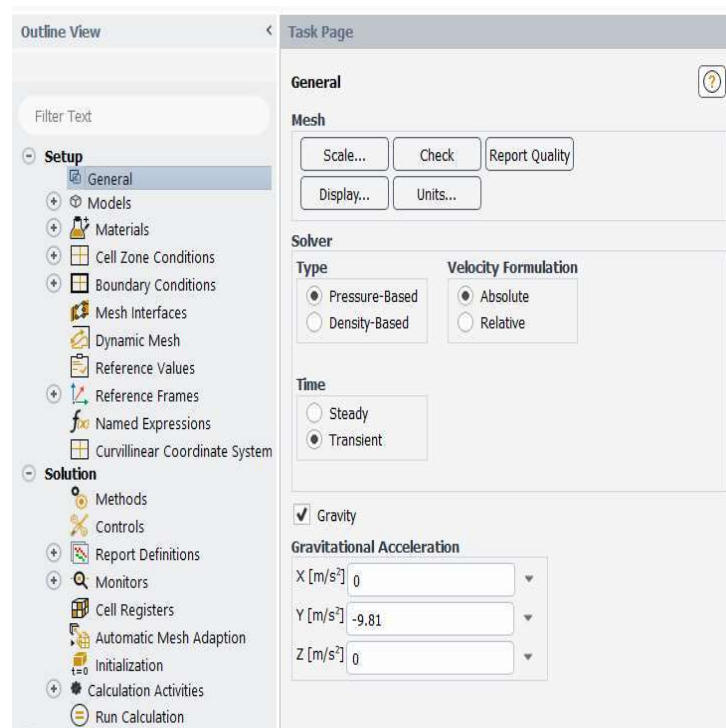 Outline View <
Filter Text
Setup
General
Models
Materials
Cell Zone Conditions
Boundary Conditions
Mesh Interfaces
Dynamic Mesh
Reference Values
Reference Frames
f(x) Named Expressions
Curvillinear Coordinate System
Solution
Methods
Controls
Report Definitions
Monitors
Cell Registers
Automatic Mesh Adaption
t=0 Initialization
Calculation Activities
Run Calculation
Task Page
General
?
Mesh
Scale... Check Report Quality
Display... Units...
Solver
Type Velocity Formulation
Pressure-Based Absolute
Density-Based Relative
Time
Steady
Transient
Gravity
Gravitational Acceleration
X [m/s²] 0
Y [m/s²] -9.81
Z [m/s²] 0